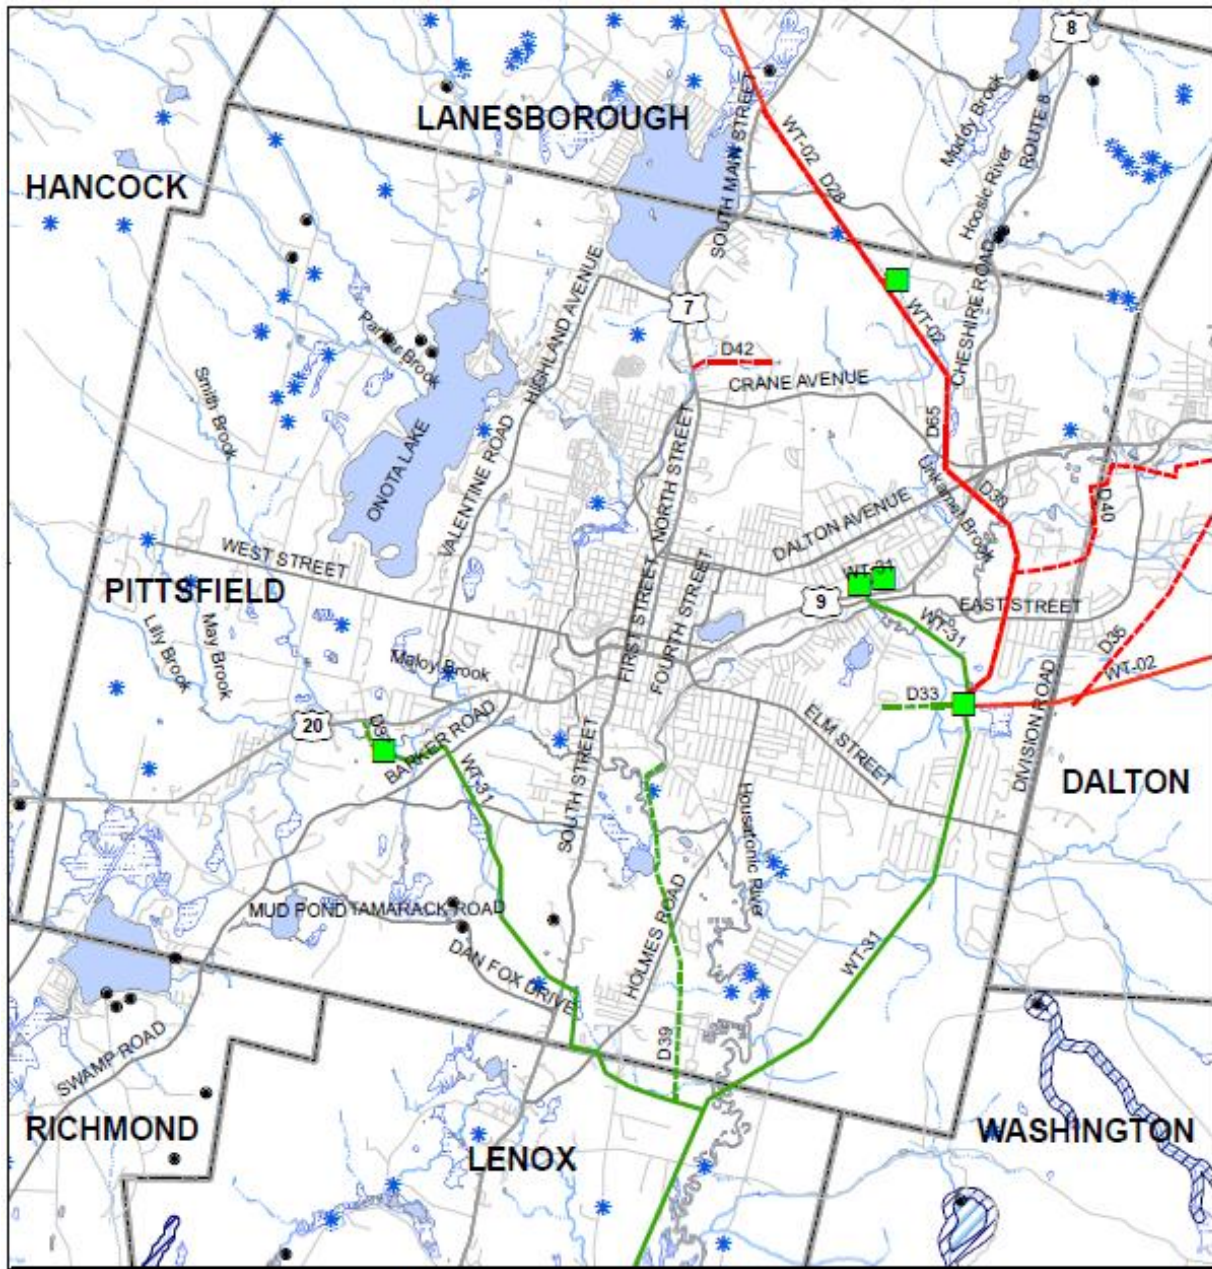 8
LANESBOROUGH
HANCOCK
SOUTH MAIN STREET
WT-02
D28
Muddy Brook
Hoosic River
ROUTE 8
7
HIGHLAND AVENUE
WT-02
CHESHIRE ROAD
D42
CRANE AVENUE
Parker Brook
Smith Brook
ONOTA LAKE
VALENTINE ROAD
NORTH STREET
D65
Unkamet Brook
D38
D40
DALTON AVENUE
WEST STREET
PITTSFIELD
WT-31
9
EAST STREET
WT-31
D35
WT-02
Lilly Brook
May Brook
Maloy Brook
FIRST STREET
FOURTH STREET
D33
20
BARKER ROAD
ELM STREET
DIVISION ROAD
DALTON
WT-31
SOUTH STREET
Housatonic River
MUD POND
TAMARACK ROAD
DAN FOX DRIVE
HOLMES ROAD
WT-31
D39
SWAMP ROAD
RICHMOND
LENOX
WASHINGTON